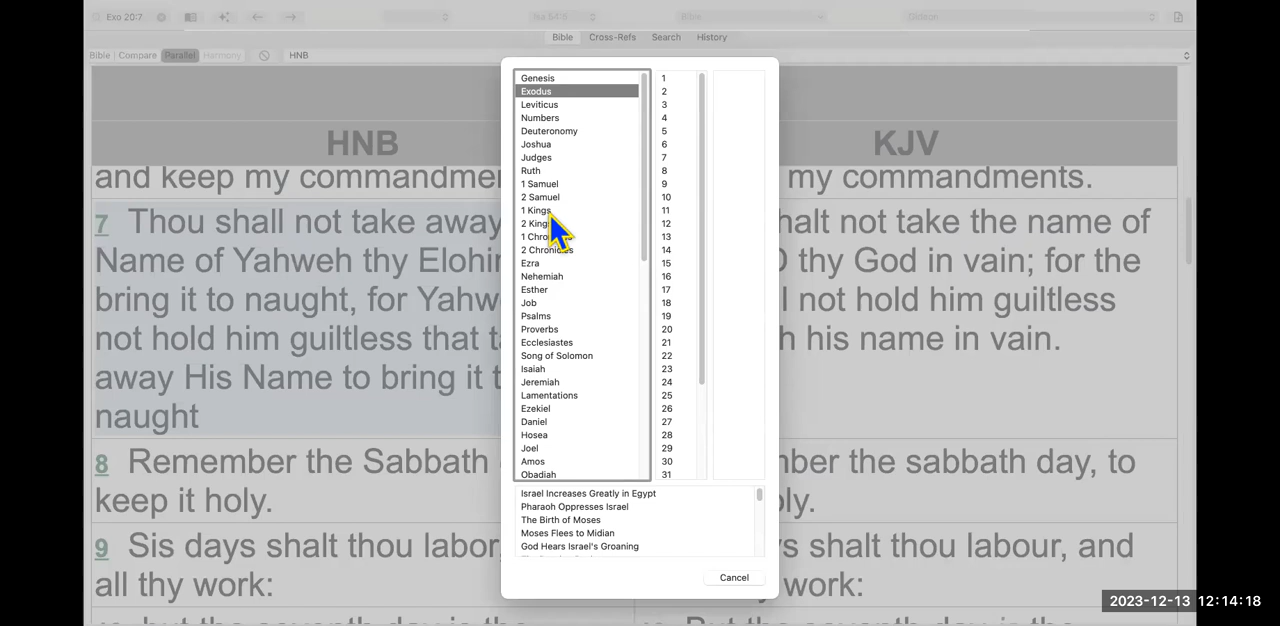 Exo 20:7
Na 64:6
Bible
Dickson
Bible Cross-Refs Search History
Bible Compare Parallel Harmony HNB
HNB KJV
and keep my commandme my commandments.
7 Thou shall not take away halt not take the name of
Name of Yahweh thy Elohi thy God in vain; for the
bring it to naught, for Yahw l not hold him guiltless
not hold him guiltless that t h his name in vain.
away His Name to bring it t
naught
8 Remember the Sabbath nber the sabbath day, to
keep it holy. ly.
9 Sis days shalt thou labor, s shalt thou labour, and
all thy work: work:
Genesis 1
Exodus 2
Leviticus 3
Numbers 4
Deuteronomy 5
Joshua 6
Judges 7
Ruth 8
1 Samuel 9
2 Samuel 10
1 Kings 11
2 King 12
1 Chro 13
2 Chronicles 14
Ezra 15
Nehemiah 16
Esther 17
Job 18
Psalms 19
Proverbs 20
Ecclesiastes 21
Song of Solomon 22
Isaiah 23
Jeremiah 24
Lamentations 25
Ezekiel 26
Daniel 27
Hosea 28
Joel 29
Amos 30
Obadiah 31
Israel Increases Greatly in Egypt
Pharaoh Oppresses Israel
The Birth of Moses
Moses Flees to Midian
God Hears Israel's Groaning
Cancel
2023-12-13 12:14:18